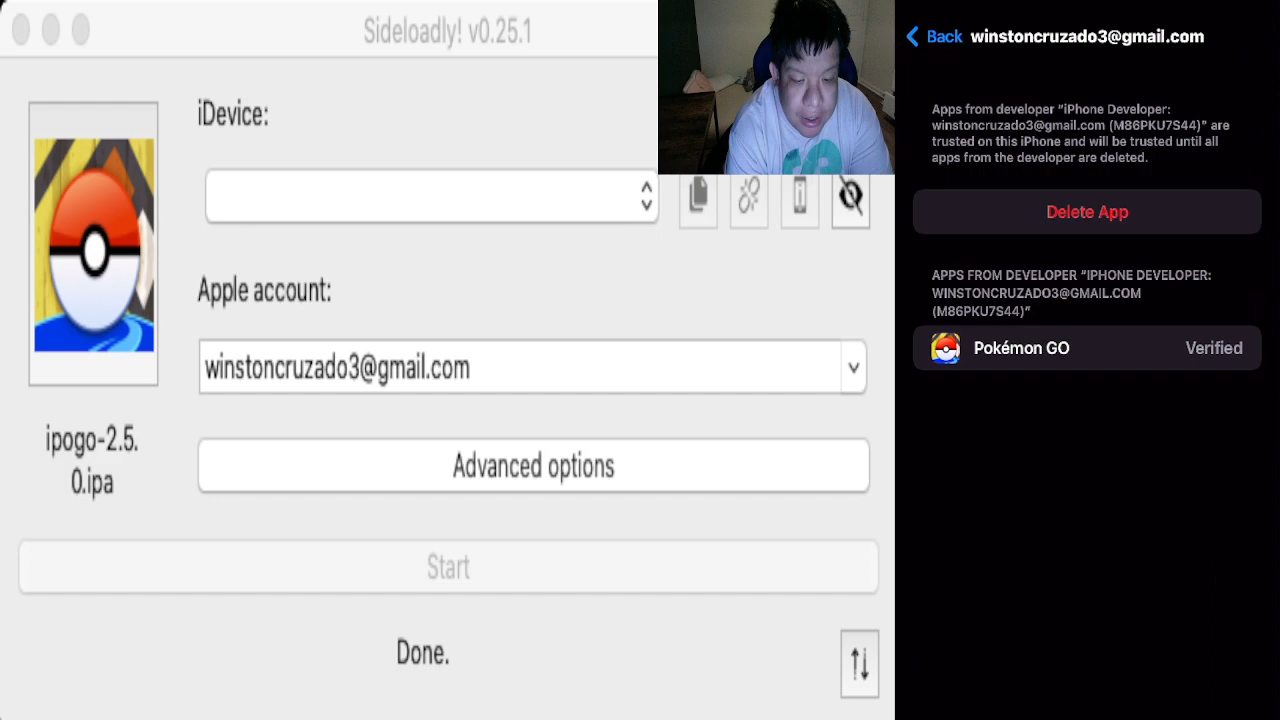 Sideloadly! v0.25.1
iDevice:
Apple account:
winstoncruzado3@gmail.com
ipogo-2.5.
0.ipa
Advanced options
Start
Done.
Back winstoncruzado3@gmail.com
Apps from developer “iPhone Developer:
winstoncruzado3@gmail.com (M86PKU7S44)” are
trusted on this iPhone and will be trusted until all
apps from the developer are deleted.
Delete App
APPS FROM DEVELOPER “IPHONE DEVELOPER:
WINSTONCRUZADO3@GMAIL.COM
(M86PKU7S44)”
Pokémon GO Verified